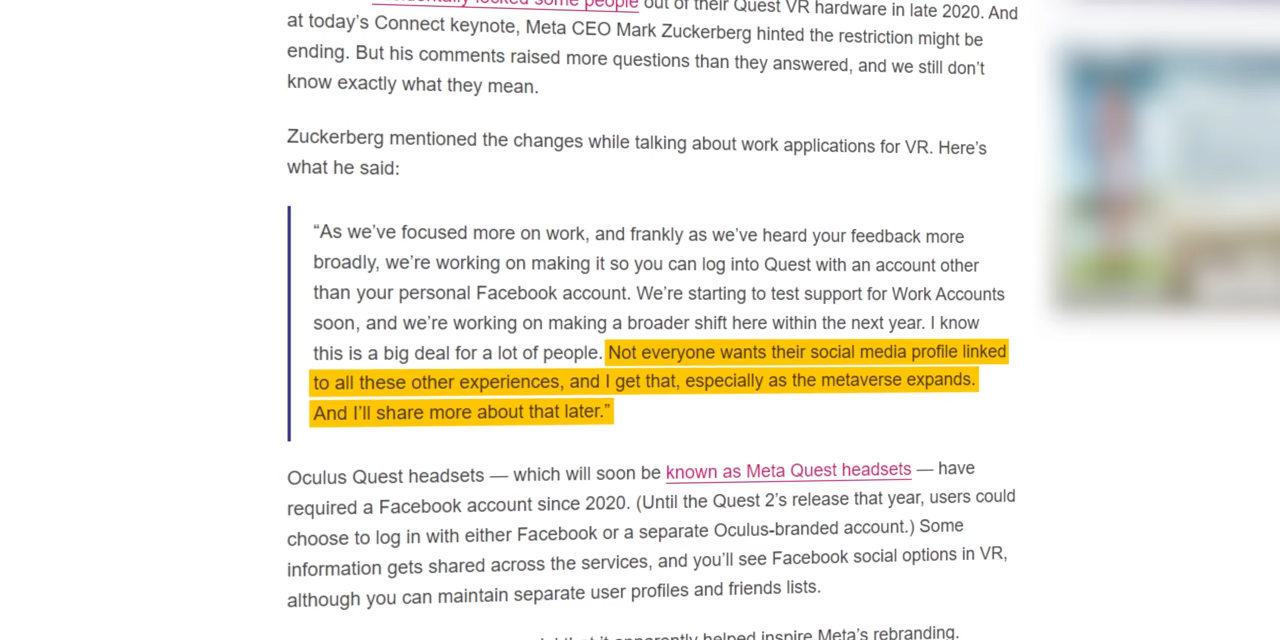 some people out of their Quest VR hardware in late 2020. And
at today’s Connect keynote, Meta CEO Mark Zuckerberg hinted the restriction might be
ending. But his comments raised more questions than they answered, and we still don’t
know exactly what they mean.
Zuckerberg mentioned the changes while talking about work applications for VR. Here’s
what he said:
“As we’ve focused more on work, and frankly as we’ve heard your feedback more
broadly, we’re working on making it so you can log into Quest with an account other
than your personal Facebook account. We’re starting to test support for Work Accounts
soon, and we’re working on making a broader shift here within the next year. I know
this is a big deal for a lot of people. Not everyone wants their social media profile linked
to all these other experiences, and I get that, especially as the metaverse expands.
And I’ll share more about that later.”
Oculus Quest headsets — which will soon be known as Meta Quest headsets — have
required a Facebook account since 2020. (Until the Quest 2’s release that year, users could
choose to log in with either Facebook or a separate Oculus-branded account.) Some
information gets shared across the services, and you’ll see Facebook social options in VR,
although you can maintain separate user profiles and friends lists.
that it apparently helped inspire Meta’s rebranding.